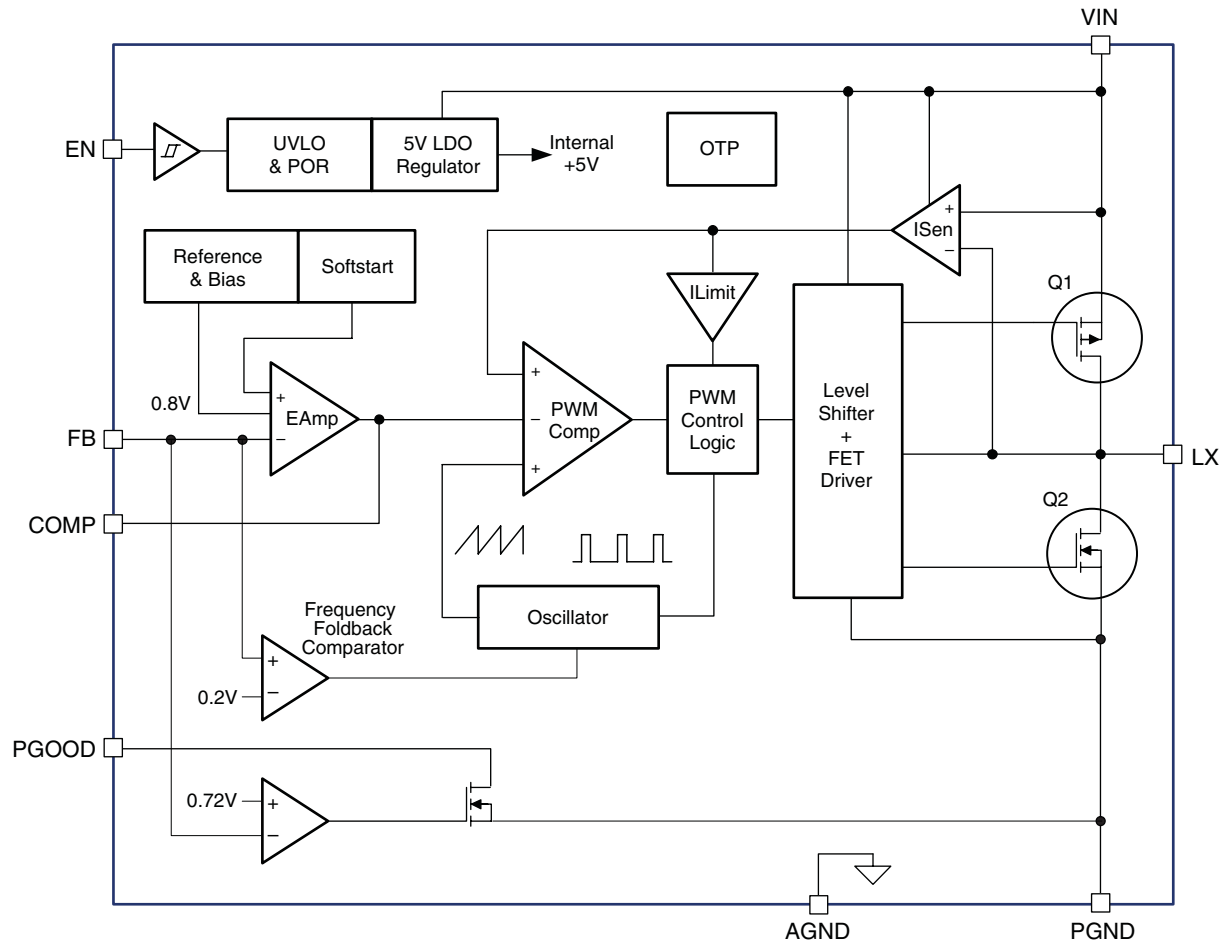 VIN
EN
UVLO
& POR
5V LDO
Regulator
Internal
+5V
OTP
+
ISen
−
Reference
& Bias
Softstart
ILimit
Q1
0.8V
+
EAmp
−
+
−
PWM
Comp
+
PWM
Control
Logic
Level
Shifter
+
FET
Driver
FB
LX
COMP
Q2
Frequency
Foldback
Comparator
Oscillator
+
0.2V
−
PGOOD
0.72V
+
−
AGND
PGND